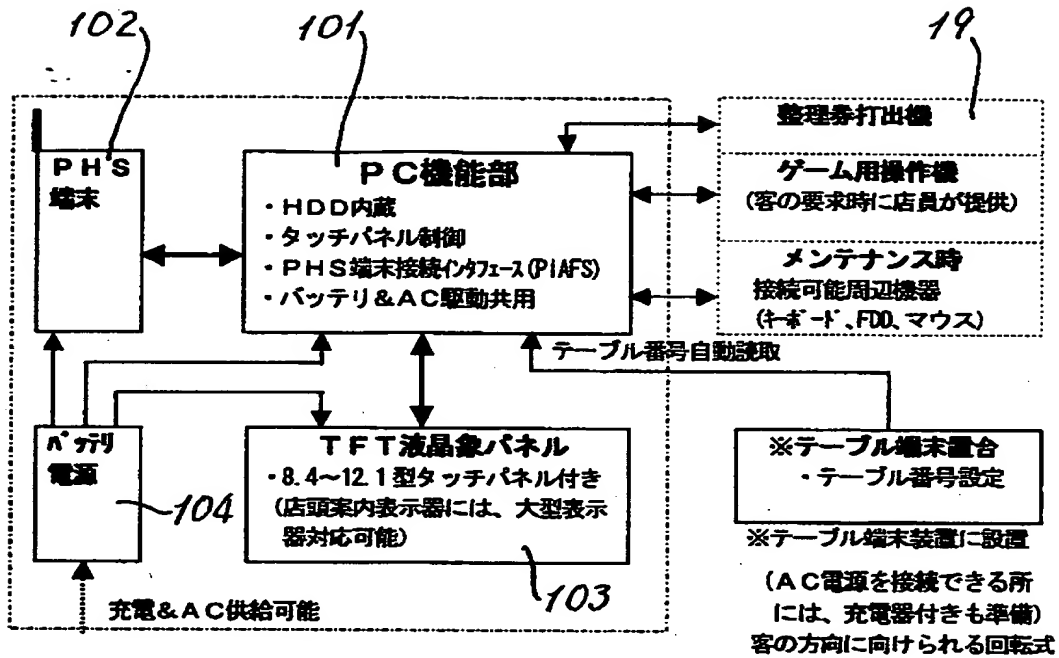 102
101
19
PHS
端末
PC機能部
・HDD内蔵
・タッチパネル制御
・PHS端末接続インタフェース(PIAFS)
・バッテリ&AC駆動共用
整理券打出機
ゲーム用操作機
(客の要求時に店員が提供)
メンテナンス時
接続可能周辺機器
(キーボード、FDD、マウス)
テーブル番号自動読取
バッテリ
電源
104
TFT液晶象パネル
・8.4~12.1型タッチパネル付き
(店頭案内表示器には、大型表示
器対応可能)
103
※テーブル端末置台
・テーブル番号設定
※テーブル端末装置に設置
(AC電源を接続できる所
には、充電器付きも準備)
客の方向に向けられる回転式
充電&AC供給可能